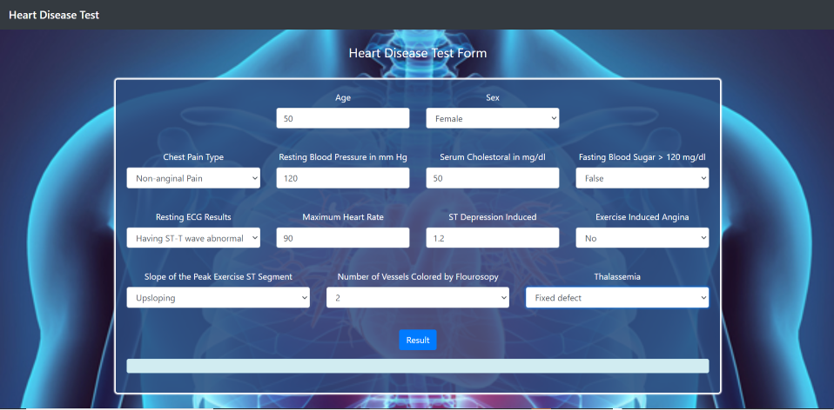 Heart Disease Test
Heart Disease Test Form
Age Sex
50 Female
Chest Pain Type Resting Blood Pressure in mm Hg Serum Cholestoral in mg/dl Fasting Blood Sugar > 120 mg/dl
Non-anginal Pain 120 50 False
Resting ECG Results Maximum Heart Rate ST Depression Induced Exercise Induced Angina
Having ST-T wave abnormal 90 1.2 No
Slope of the Peak Exercise ST Segment Number of Vessels Colored by Flourosopy Thalassemia
Upsloping 2 Fixed defect
Result